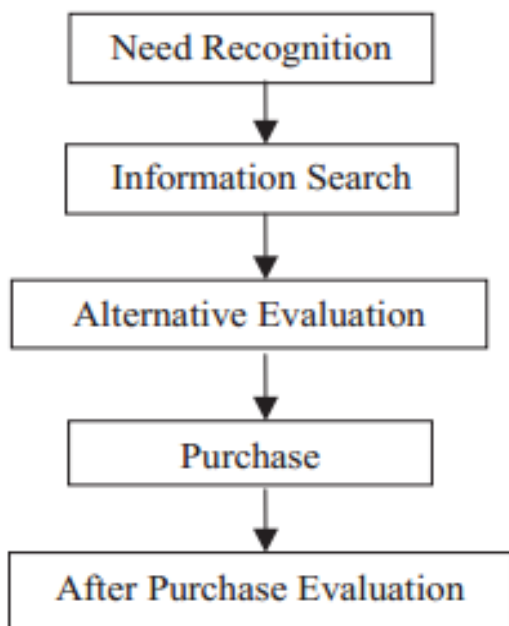 Need Recognition
Information Search
Alternative Evaluation
Purchase
After Purchase Evaluation